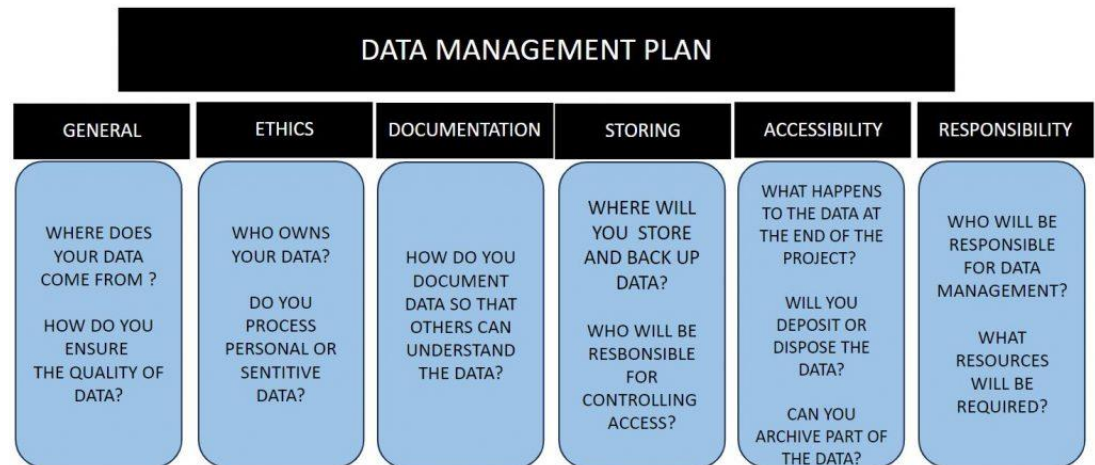 DATA MANAGEMENT PLAN
GENERAL
WHERE DOES
YOUR DATA
COME FROM ?
HOW DO YOU
ENSURE
THE QUALITY OF
DATA?
ETHICS
WHO OWNS
YOUR DATA?
DO YOU
PROCESS
PERSONAL OR
SENTITIVE
DATA?
DOCUMENTATION
HOW DO YOU
DOCUMENT
DATA SO THAT
OTHERS CAN
UNDERSTAND
THE DATA?
STORING
WHERE WILL
YOU STORE
AND BACK UP
DATA?
WHO WILL BE
RESBONSIBLE
FOR
CONTROLLING
ACCESS?
ACCESSIBILITY
WHAT HAPPENS
TO THE DATA AT
THE END OF THE
PROJECT?
WILL YOU
DEPOSIT OR
DISPOSE THE
DATA?
CAN YOU
ARCHIVE PART OF
THE DATA?
RESPONSIBILITY
WHO WILL BE
RESPONSIBLE
FOR DATA
MANAGEMENT?
WHAT
RESOURCES
WILL BE
REQUIRED?